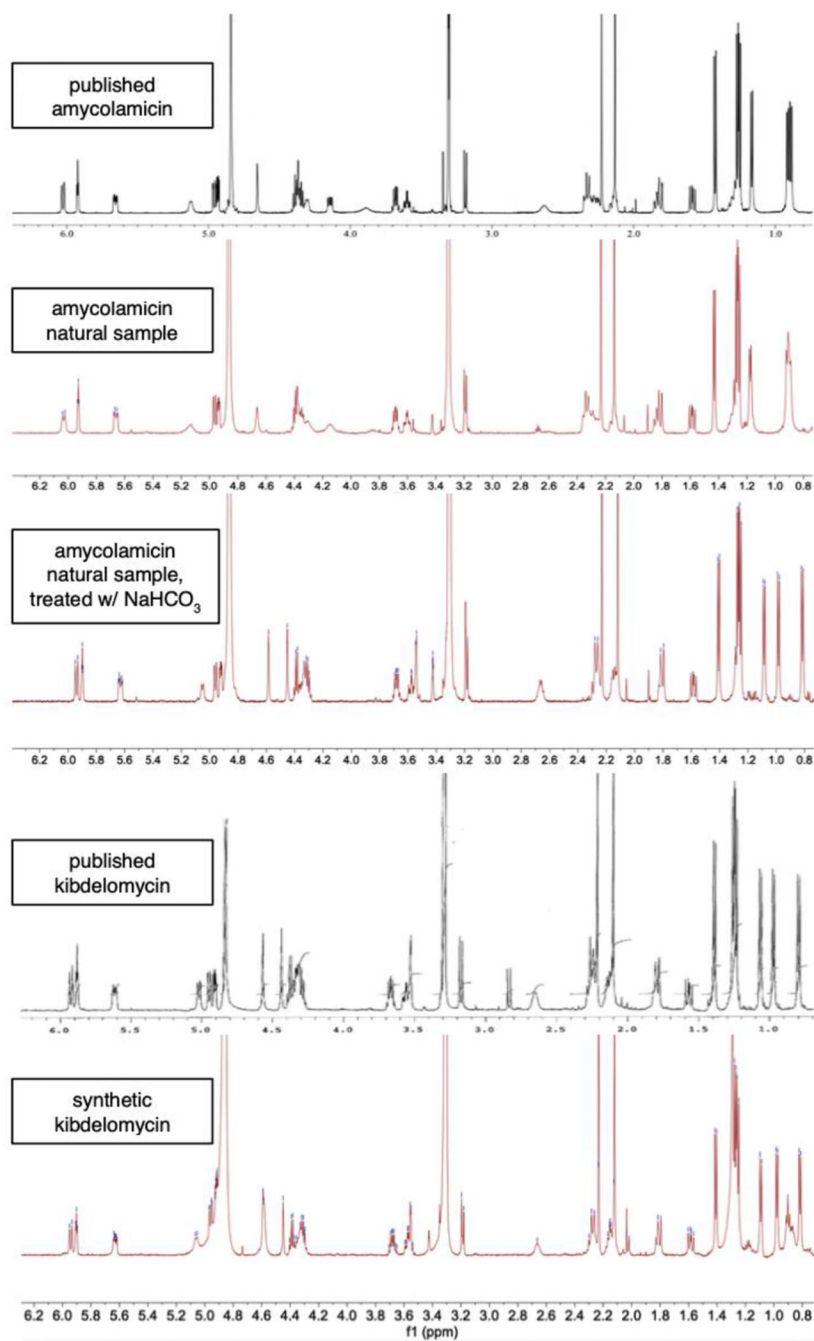 published
amycolamicin
6.0 5.0 4.0 3.0 2.0 1.0
amycolamicin
natural sample
6.2 6.0 5.8 5.6 5.4 5.2 5.0 4.8 4.6 4.4 4.2 4.0 3.8 3.6 3.4 3.2 3.0 2.8 2.6 2.4 2.2 2.0 1.8 1.6 1.4 1.2 1.0 0.8
amycolamicin
natural sample,
treated w/ NaHCO₃
6.2 6.0 5.8 5.6 5.4 5.2 5.0 4.8 4.6 4.4 4.2 4.0 3.8 3.6 3.4 3.2 3.0 2.8 2.6 2.4 2.2 2.0 1.8 1.6 1.4 1.2 1.0 0.8
published
kibdelomycin
6.0 5.5 5.0 4.5 4.0 3.5 3.0 2.5 2.0 1.5 1.0
synthetic
kibdelomycin
6.2 6.0 5.8 5.6 5.4 5.2 5.0 4.8 4.6 4.4 4.2 4.0 3.8 3.6 3.4 3.2 3.0 2.8 2.6 2.4 2.2 2.0 1.8 1.6 1.4 1.2 1.0 0.8
f1 (ppm)